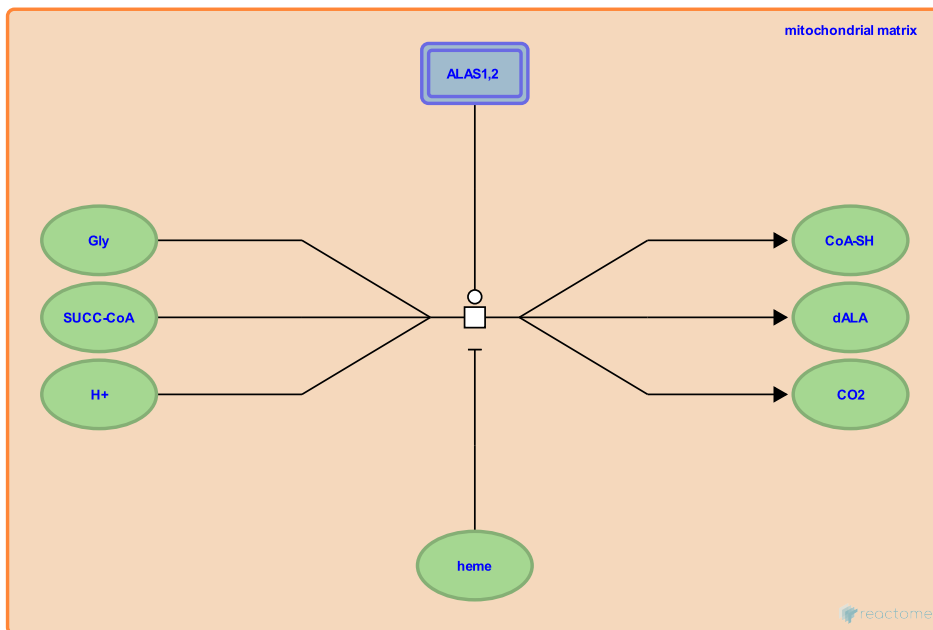 mitochondrial matrix
ALAS1,2
Gly
CoA-SH
SUCC-CoA
dALA
H+
CO2
heme
reactome